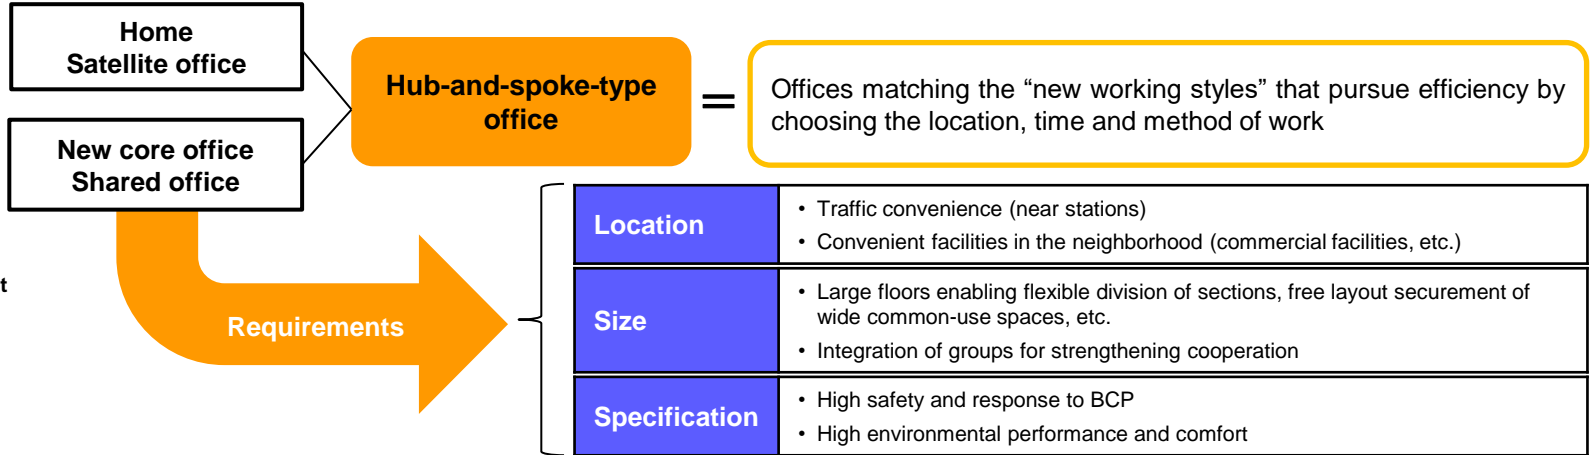 Home
Satellite office
Hub-and-spoke-type
office
=
Offices matching the “new working styles” that pursue efficiency by
choosing the location, time and method of work
New core office
Shared office
t
Requirements
Location
• Traffic convenience (near stations)
• Convenient facilities in the neighborhood (commercial facilities, etc.)
Size
• Large floors enabling flexible division of sections, free layout securement of
wide common-use spaces, etc.
• Integration of groups for strengthening cooperation
Specification
• High safety and response to BCP
• High environmental performance and comfort